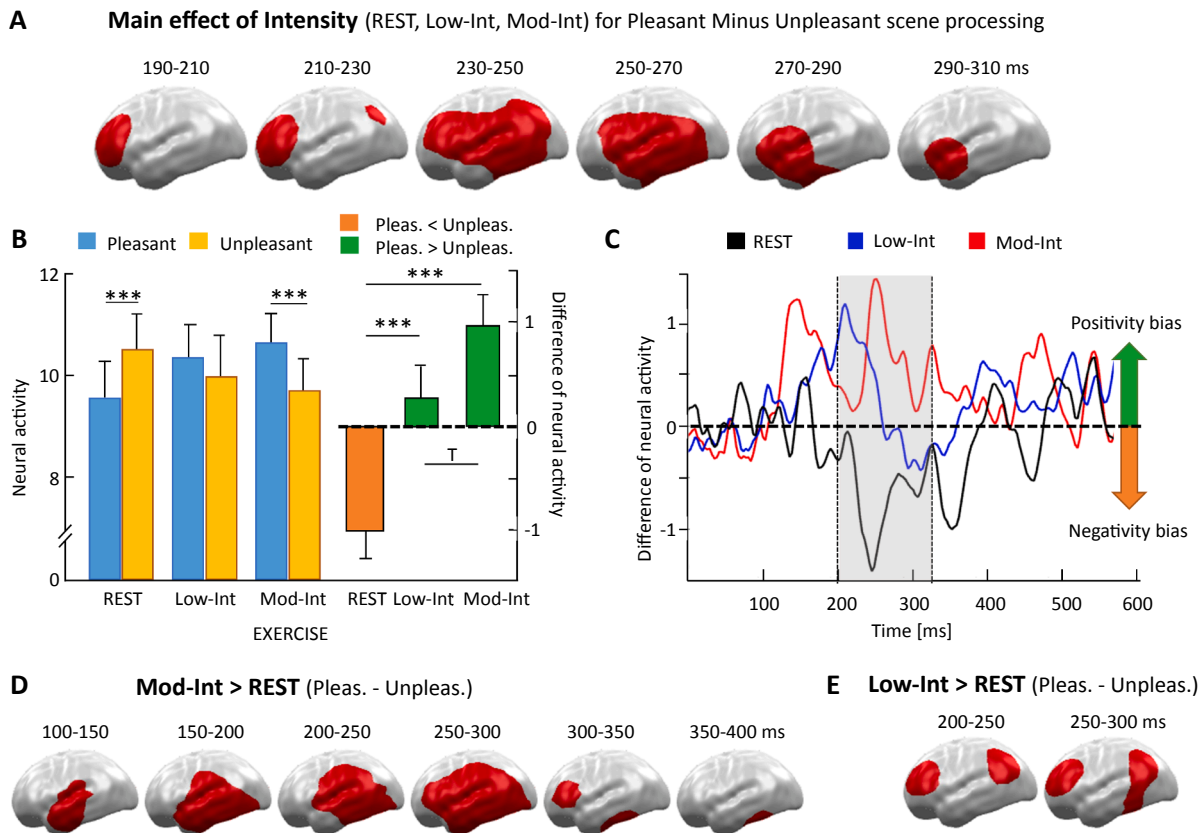 A Main effect of Intensity (REST, Low-Int, Mod-Int) for Pleasant Minus Unpleasant scene processing
190-210 210-230 230-250 250-270 270-290 290-310 ms
B Pleasant Unpleasant
Pleas. < Unpleas.
Pleas. > Unpleas.
Neural activity
12
10
8
0
*** ***
*** ***
T
1
0
-1
Difference of neural activity
REST Low-Int Mod-Int REST Low-Int Mod-Int
EXERCISE
C REST Low-Int Mod-Int
Difference of neural activity
1
0
-1
Positivity bias
Negativity bias
100 200 300 400 500 600
Time [ms]
D Mod-Int > REST (Pleas. - Unpleas.)
100-150 150-200 200-250 250-300 300-350 350-400 ms
E Low-Int > REST (Pleas. - Unpleas.)
200-250 250-300 ms